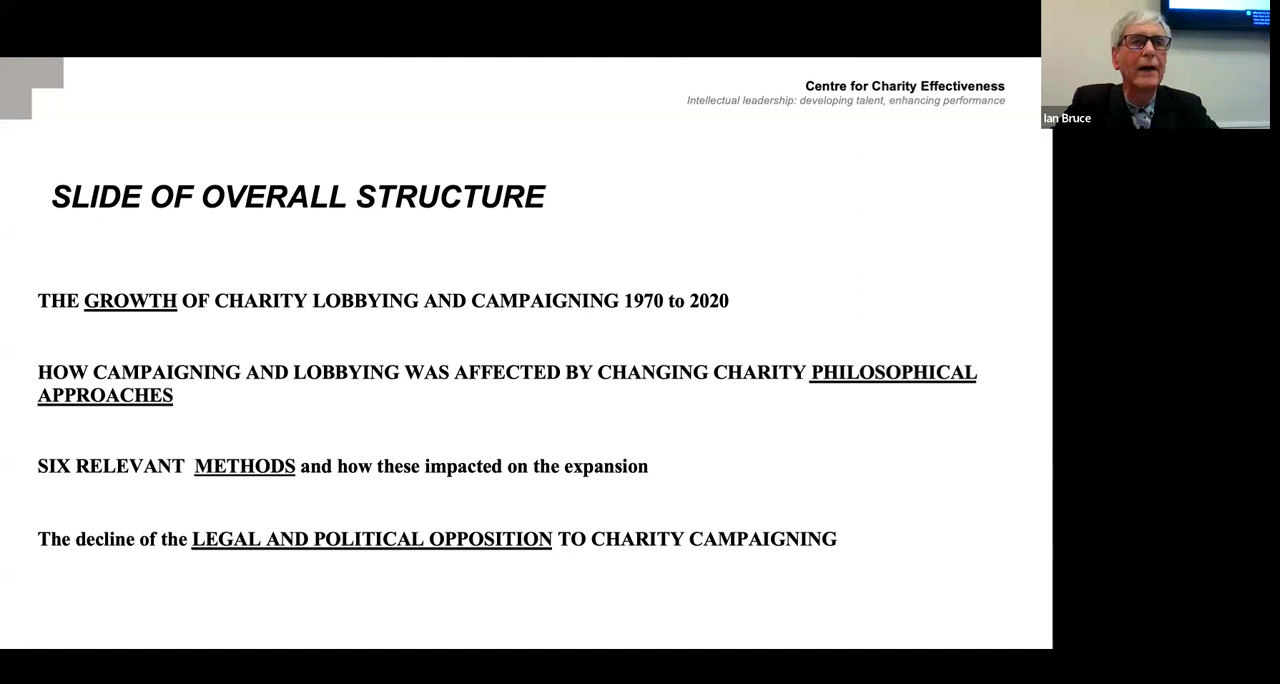 Centre for Charity Effectiveness
Intellectual leadership: developing talent, enhancing performance
Ian Bruce
SLIDE OF OVERALL STRUCTURE
THE GROWTH OF CHARITY LOBBYING AND CAMPAIGNING 1970 to 2020
HOW CAMPAIGNING AND LOBBYING WAS AFFECTED BY CHANGING CHARITY PHILOSOPHICAL
APPROACHES
SIX RELEVANT METHODS and how these impacted on the expansion
The decline of the LEGAL AND POLITICAL OPPOSITION TO CHARITY CAMPAIGNING